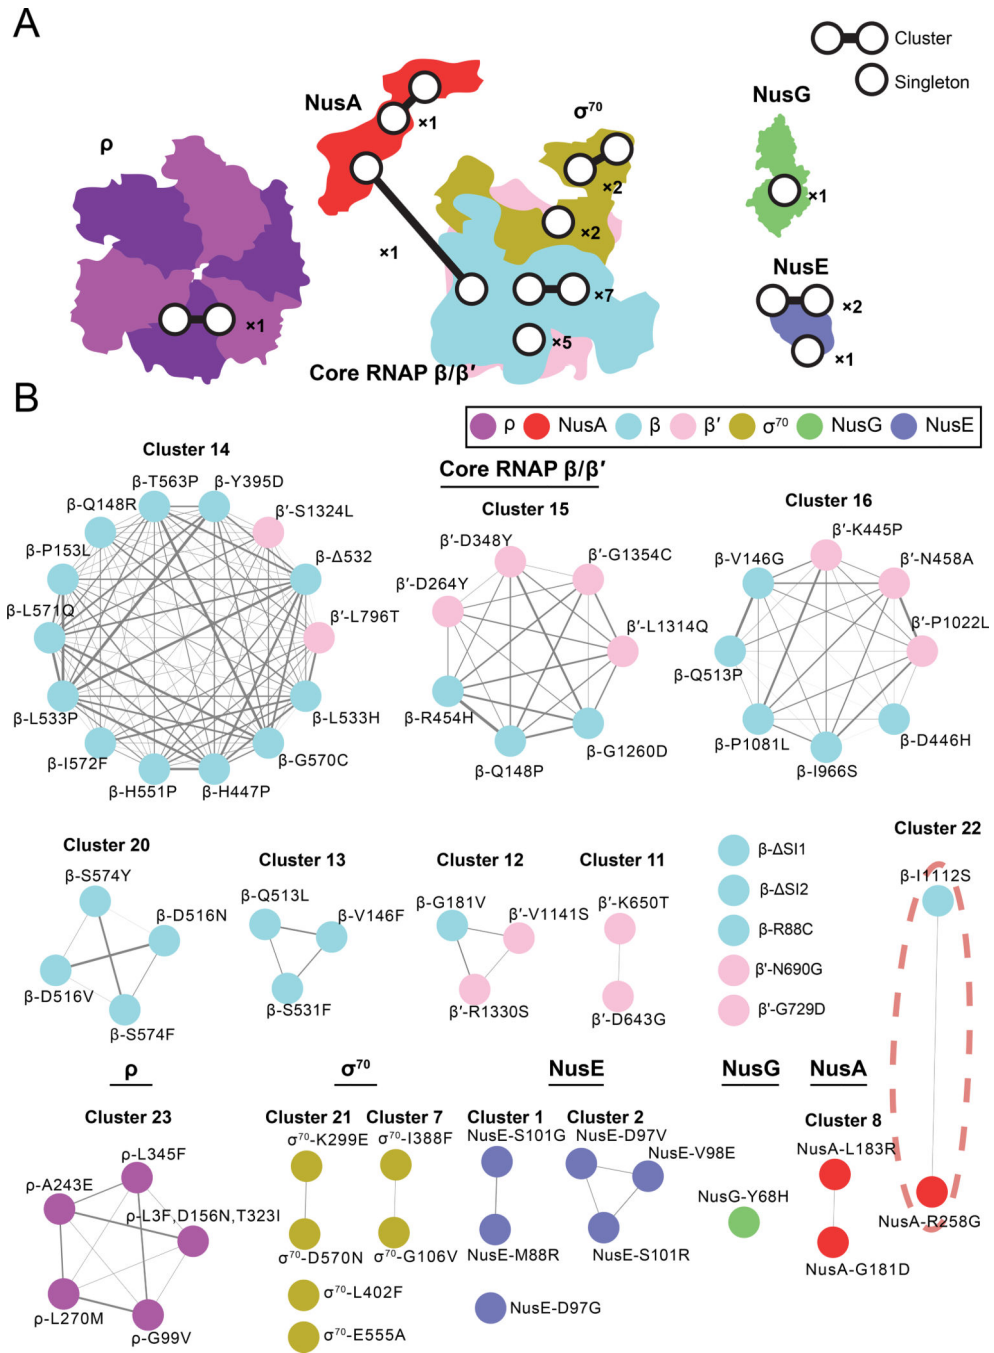 A
Cluster
Singleton
NusA
σ⁷⁰
NusG
ρ
×1
×2
×1
×2
×1
NusE
×7
×2
×1
×5
×1
Core RNAP β/β′
B
ρ NusA β β′ σ⁷⁰ NusG NusE
Core RNAP β/β′
Cluster 14
β-T563P
β-Y395D
β-Q148R
β′-S1324L
β-P153L
β-Δ532
β-L571Q
β′-L796T
β-L533P
β-L533H
β-I572F
β-G570C
β-H551P
β-H447P
Cluster 15
β′-D348Y
β′-G1354C
β′-D264Y
β′-L1314Q
β-R454H
β-G1260D
β-Q148P
Cluster 16
β′-K445P
β-V146G
β′-N458A
β′-P1022L
β-Q513P
β-P1081L
β-D446H
β-I966S
Cluster 20
β-S574Y
β-D516N
β-D516V
β-S574F
Cluster 13
β-Q513L
β-V146F
β-S531F
Cluster 12
β-G181V
β′-V1141S
β′-R1330S
Cluster 11
β′-K650T
β′-D643G
β-ΔSI1
β-ΔSI2
β-R88C
β′-N690G
β′-G729D
Cluster 22
β-I1112S
NusA-R258G
ρ
Cluster 23
ρ-L345F
ρ-A243E
ρ-L3F,D156N,T323I
ρ-L270M
ρ-G99V
σ⁷⁰
Cluster 21
σ⁷⁰-K299E
σ⁷⁰-D570N
Cluster 7
σ⁷⁰-I388F
σ⁷⁰-G106V
σ⁷⁰-L402F
σ⁷⁰-E555A
NusE
Cluster 1
NusE-S101G
NusE-M88R
Cluster 2
NusE-D97V
NusE-V98E
NusE-S101R
NusE-D97G
NusG
NusG-Y68H
NusA
Cluster 8
NusA-L183R
NusA-G181D